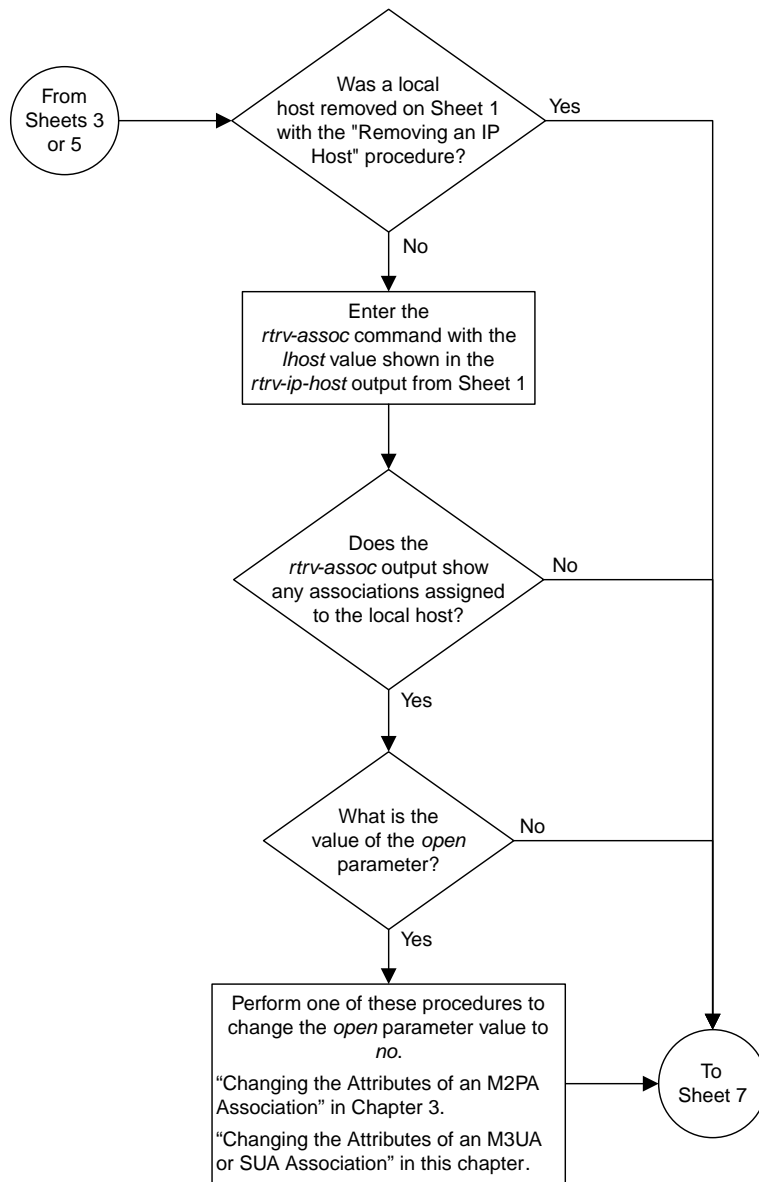 From
Sheets 3
or 5
Was a local
host removed on Sheet 1
with the "Removing an IP
Host" procedure?
Yes
No
Enter the
rtrv-assoc command with the
lhost value shown in the
rtrv-ip-host output from Sheet 1
Does the
rtrv-assoc output show
any associations assigned
to the local host?
No
Yes
What is the
value of the open
parameter?
No
Yes
Perform one of these procedures to
change the open parameter value to
no.
“Changing the Attributes of an M2PA
Association” in Chapter 3.
“Changing the Attributes of an M3UA
or SUA Association” in this chapter.
To
Sheet 7